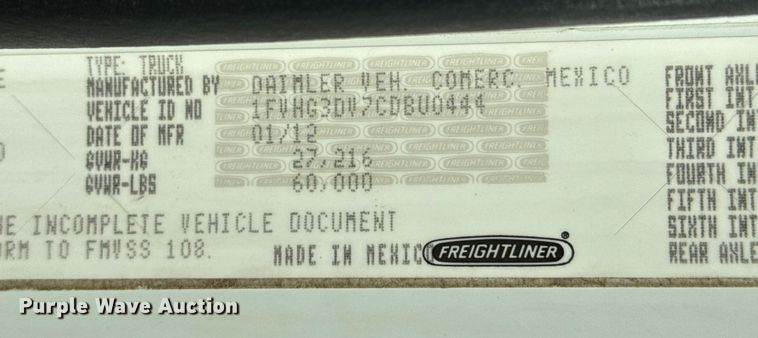 TYPE: TRUCK
MANUFACTURED BY DAIMLER VEH. COMERC. MEXICO
VEHICLE ID NO 1FVHG3DV7CDBU0444
DATE OF MFR 01/12
GVWR-KG 27,216
GVWR-LBS 60,000
FRONT AXLE
FIRST INT
SECOND INT
THIRD INT
FOURTH IN
FIFTH INT
SIXTH INT
REAR AXLE
E INCOMPLETE VEHICLE DOCUMENT
RM TO FMVSS 108.
MADE IN MEXICO
FREIGHTLINER®
Purple Wave Auction